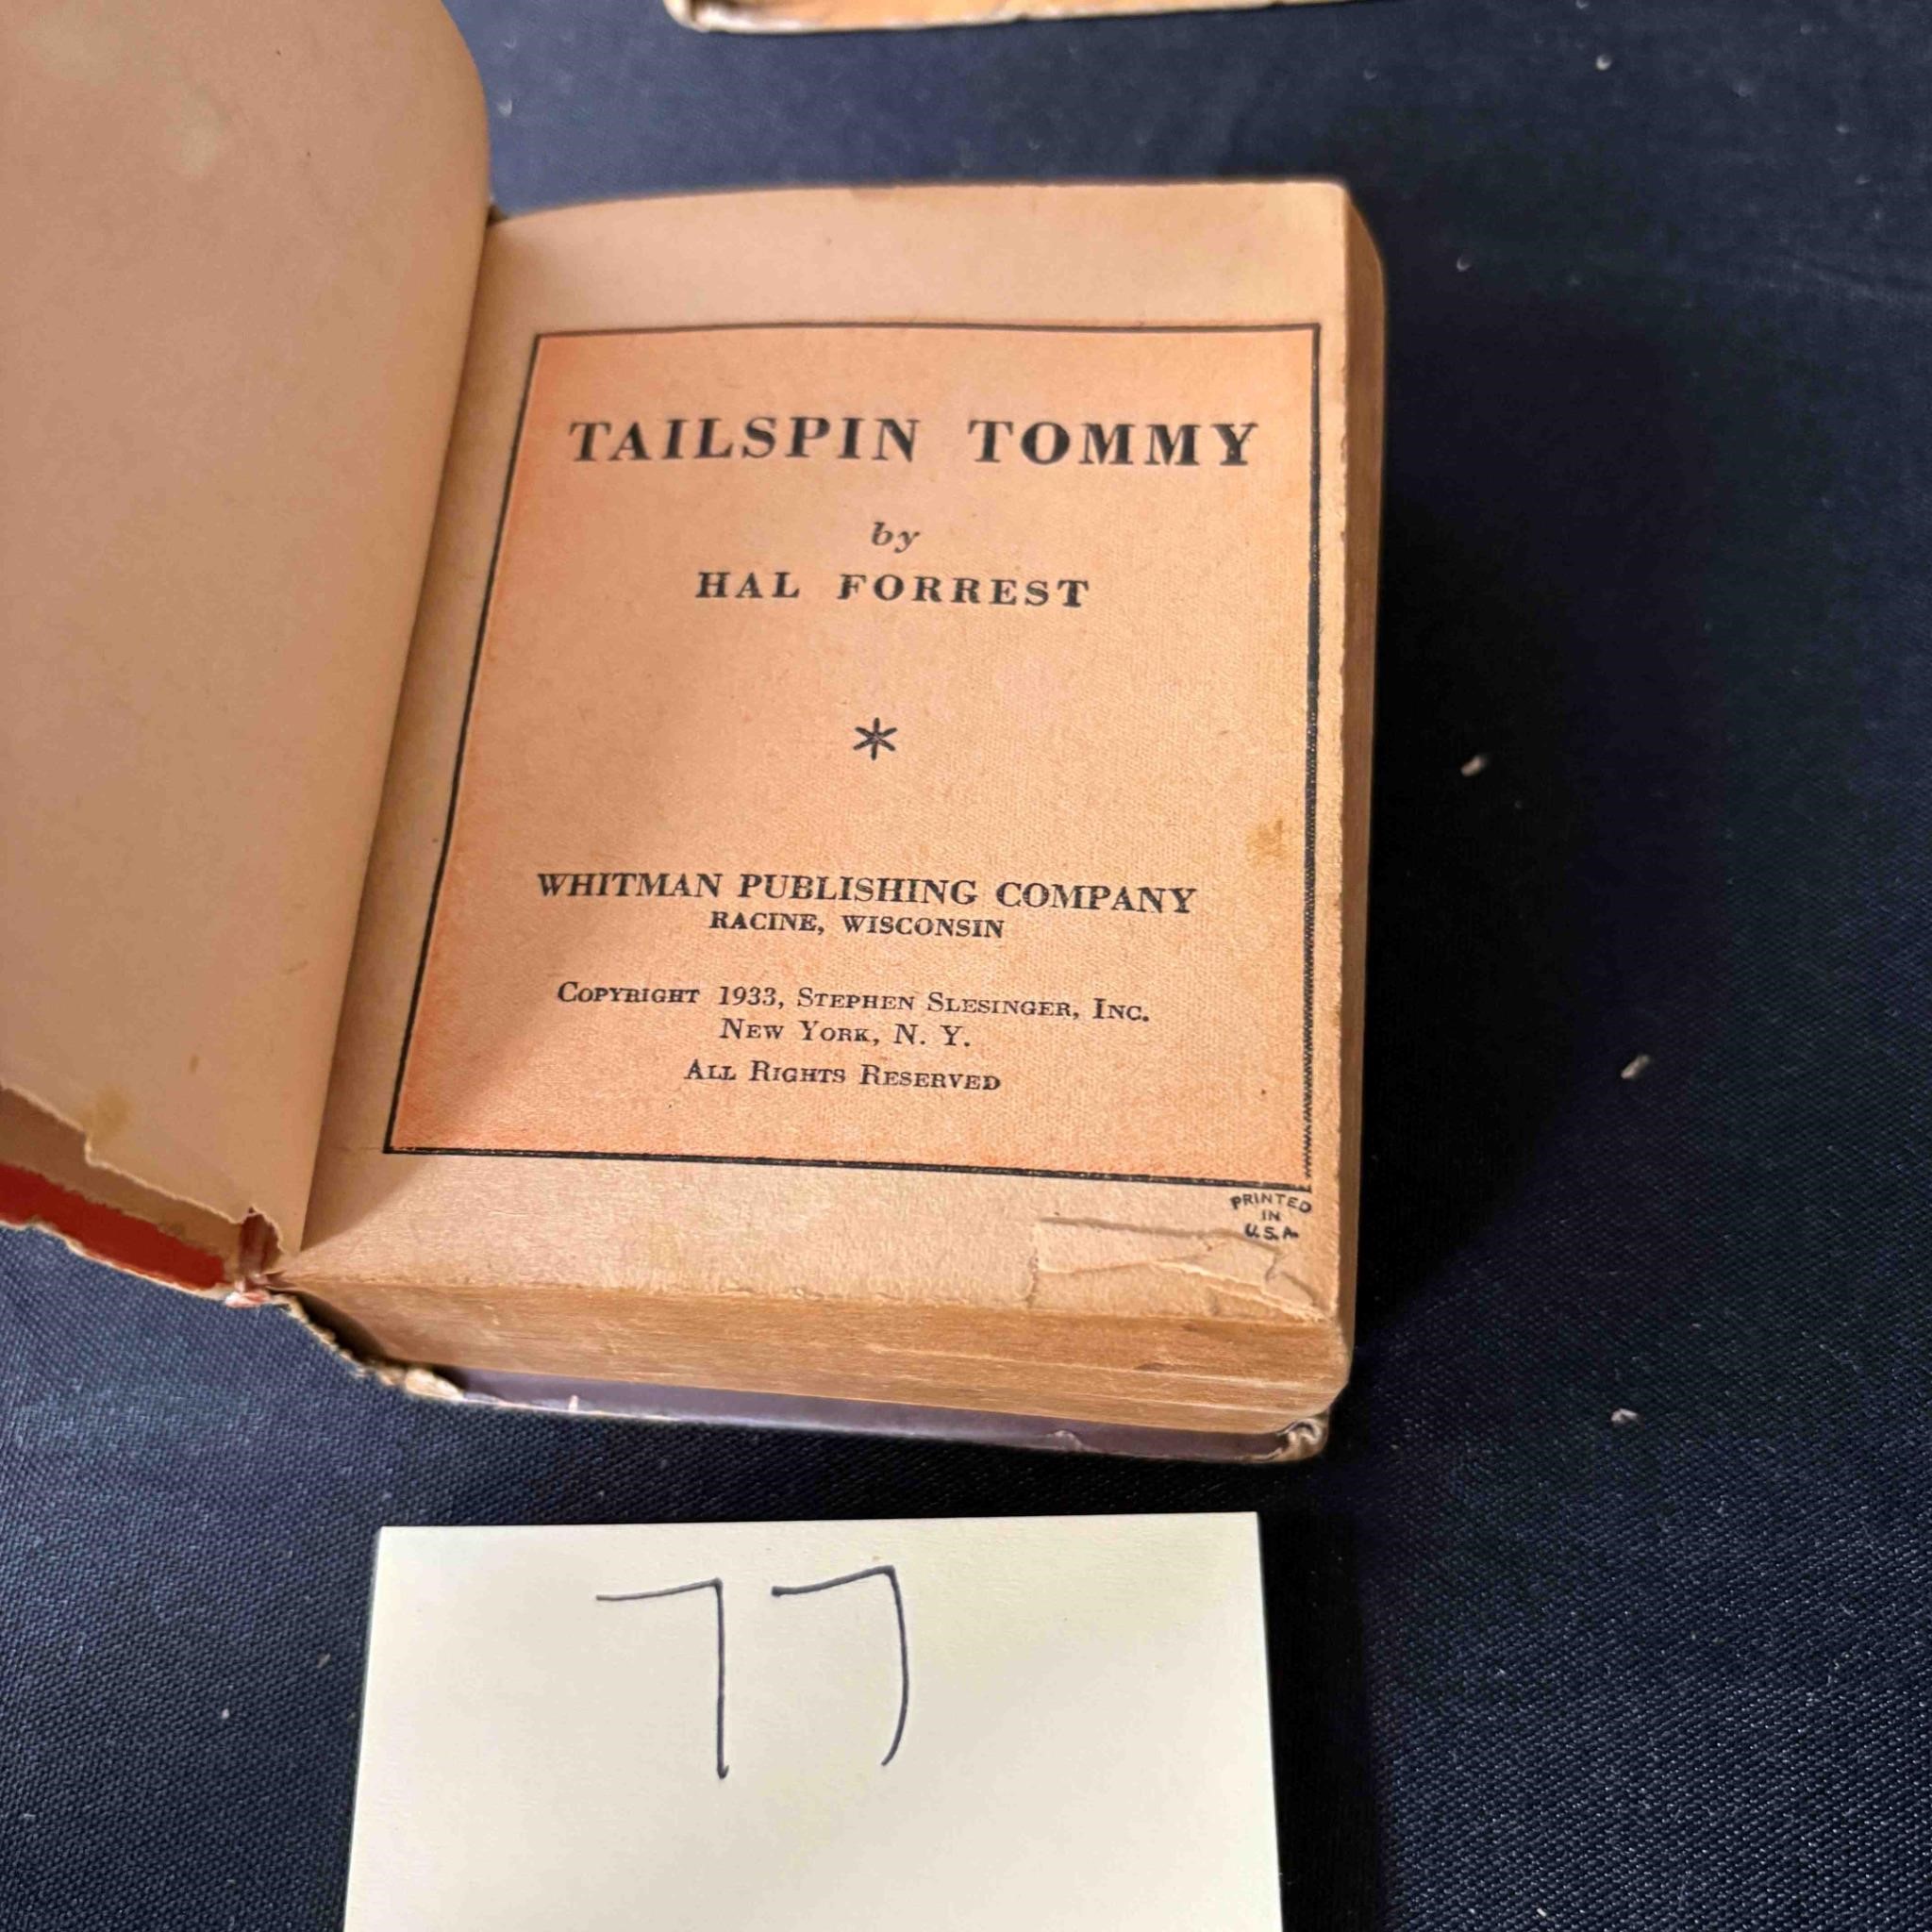 TAILSPIN TOMMY
by
HAL FORREST
*
WHITMAN PUBLISHING COMPANY
RACINE, WISCONSIN
COPYRIGHT 1933, STEPHEN SLESINGER, INC.
NEW YORK, N. Y.
ALL RIGHTS RESERVED
PRINTED
IN
U.S.A.
77